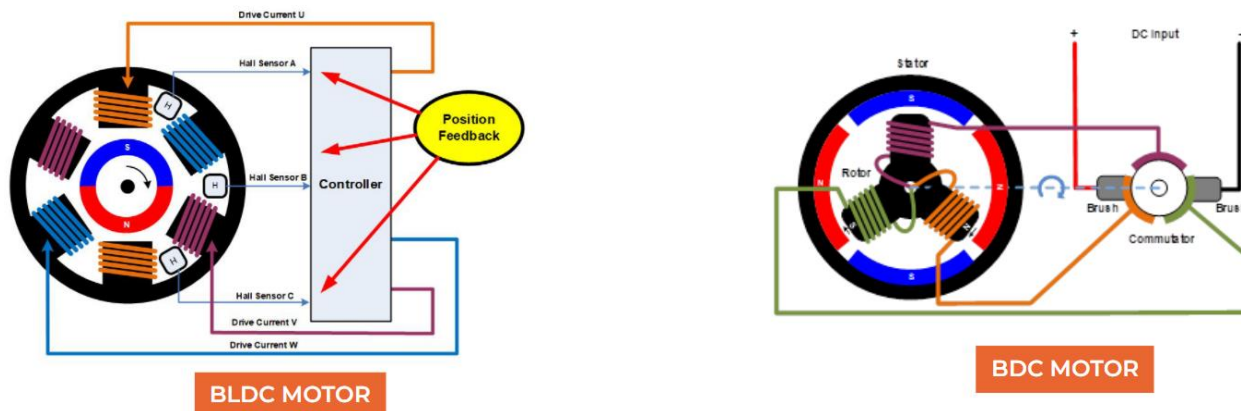 Drive Current U
Hall Sensor A
H
Position
Feedback
S
Hall Sensor B
H
Controller
N
H
Hall Sensor C
Drive Current V
Drive Current W
BLDC MOTOR
+
DC Input
-
Stator
S
Rotor
N
N
Brush
Brush
S
N
Commutator
S
BDC MOTOR